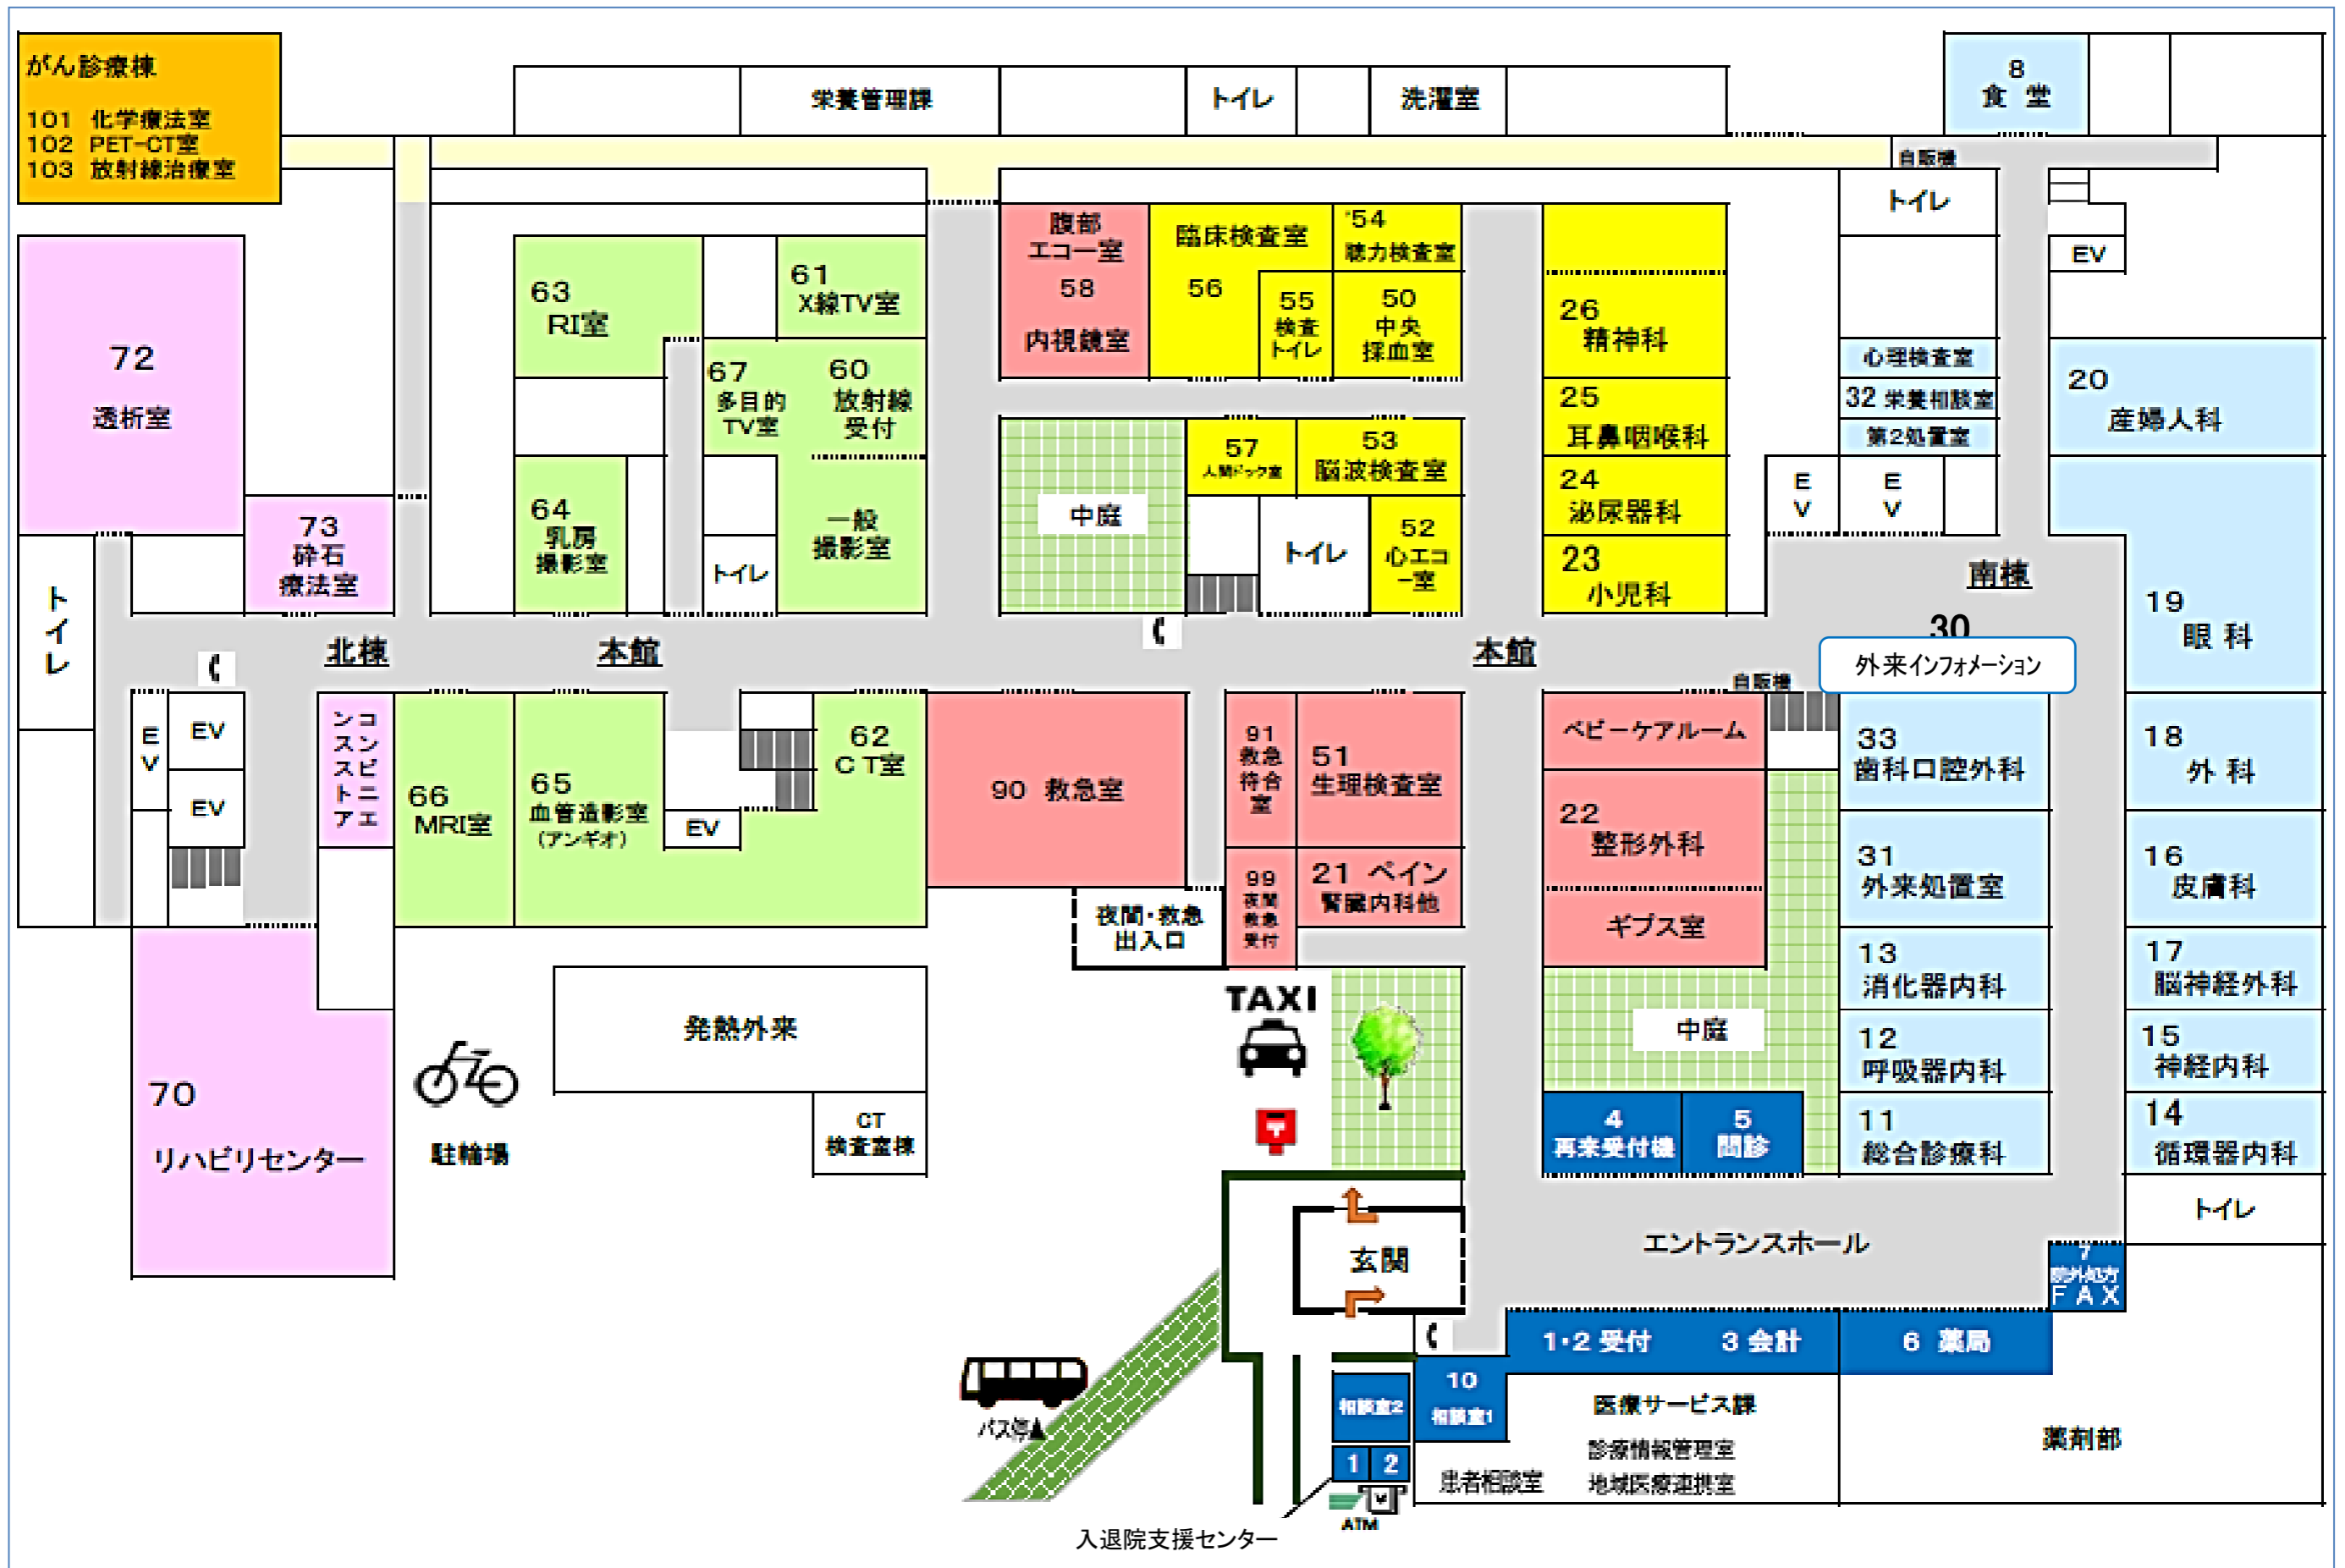 がん診療棟
101 化学療法室
102 PET-CT室
103 放射線治療室
栄養管理課
トイレ
洗濯室
8
食 堂
自販機
トイレ
EV
72
透析室
73
砕石
療法室
トイレ
63
RI室
61
X線TV室
67
多目的
TV室
60
放射線
受付
64
乳房
撮影室
トイレ
一般
撮影室
腹部
エコー室
58
内視鏡室
臨床検査室
56
54
聴力検査室
55
検査
トイレ
50
中央
採血室
中庭
57
人間ドック室
53
脳波検査室
トイレ
52
心エコ
ー室
26
精神科
25
耳鼻咽喉科
24
泌尿器科
23
小児科
心理検査室
32 栄養相談室
第2処置室
EV
EV
20
産婦人科
19
眼 科
北棟
本館
本館
南棟
30
外来インフォメーション
自販機
EV
EV
EV
コンビニエ
ンスストア
66
MRI室
65
血管造影室
(アンギオ)
EV
62
CT室
90 救急室
91
救急
待合
室
51
生理検査室
99
夜間
救急
受付
21 ペイン
腎臓内科他
夜間・救急
出入口
ベビーケアルーム
22
整形外科
ギプス室
33
歯科口腔外科
31
外来処置室
13
消化器内科
12
呼吸器内科
11
総合診療科
18
外 科
16
皮膚科
17
脳神経外科
15
神経内科
14
循環器内科
トイレ
70
リハビリセンター
駐輪場
発熱外来
CT
検査室棟
TAXI
〒
中庭
4
再来受付機
5
問診
玄関
エントランスホール
7
院外処方
FAX
1・2 受付
3 会計
6 薬局
バス停▲
相談室2
10
相談室1
1 2
ATM
入退院支援センター
医療サービス課
診療情報管理室
患者相談室
地域医療連携室
薬剤部